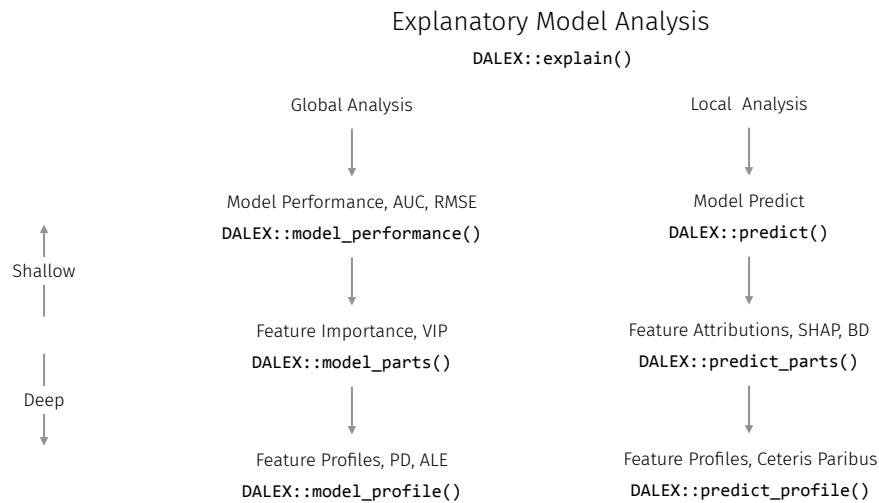 Explanatory Model Analysis
DALEX::explain()
Global Analysis
Local Analysis
Model Performance, AUC, RMSE
DALEX::model_performance()
Model Predict
DALEX::predict()
Shallow
Feature Importance, VIP
DALEX::model_parts()
Feature Attributions, SHAP, BD
DALEX::predict_parts()
Deep
Feature Profiles, PD, ALE
DALEX::model_profile()
Feature Profiles, Ceteris Paribus
DALEX::predict_profile()